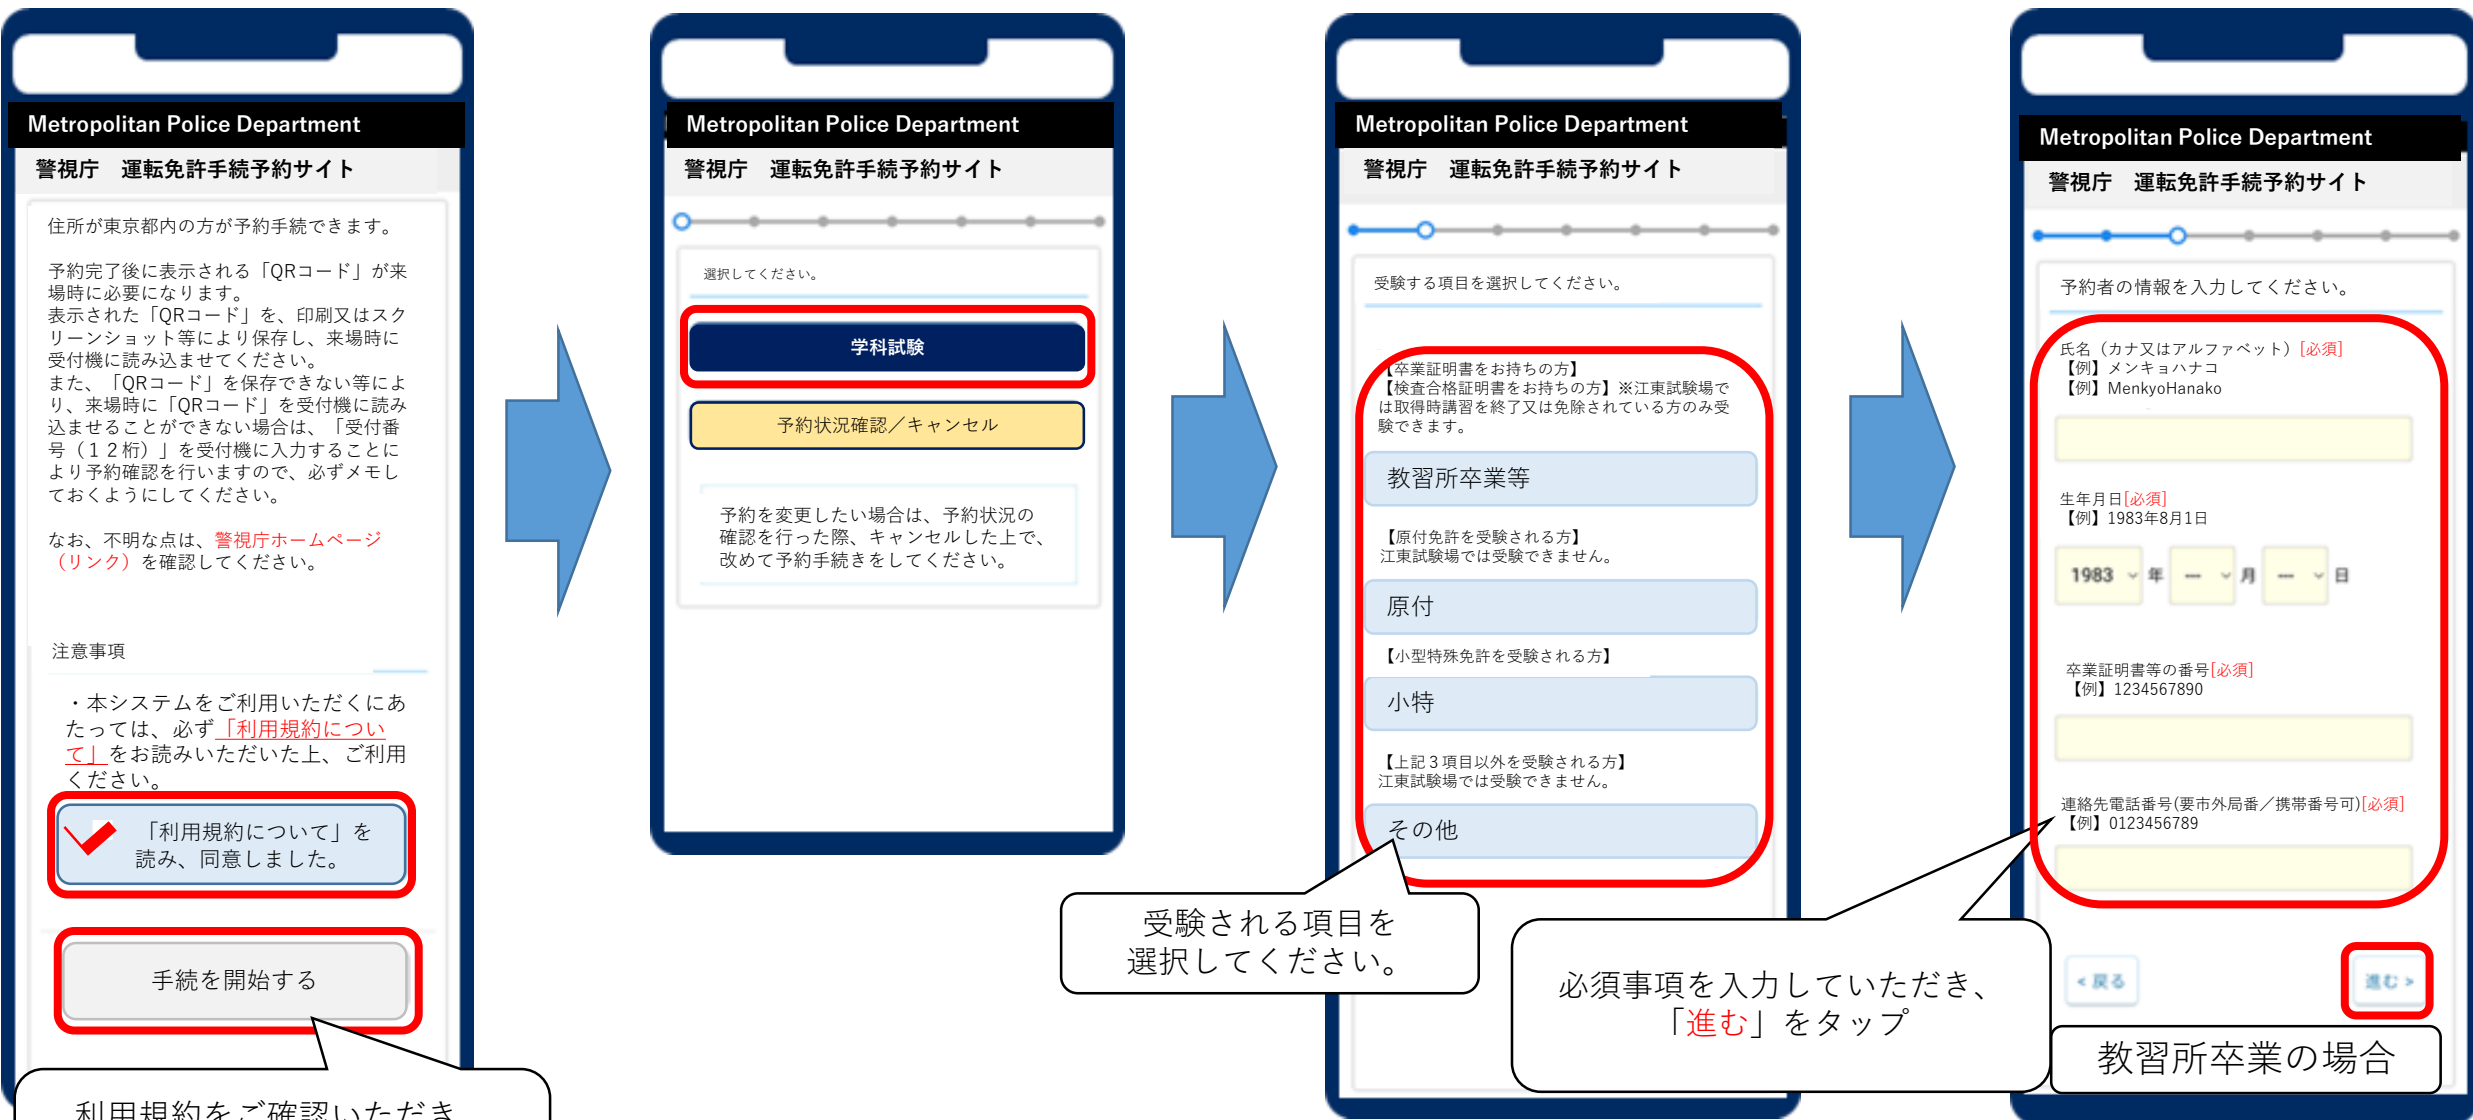 Metropolitan Police Department
警視庁　運転免許手続予約サイト
住所が東京都内の方が予約手続できます。
予約完了後に表示される「QRコード」が来
場時に必要になります。
表示された「QRコード」を、印刷又はスク
リーンショット等により保存し、来場時に
受付機に読み込ませてください。
また、「QRコード」を保存できない等によ
り、来場時に「QRコード」を受付機に読み
込ませることができない場合は、「受付番
号（１２桁）」を受付機に入力することに
より予約確認を行いますので、必ずメモし
ておくようにしてください。
なお、不明な点は、警視庁ホームページ
（リンク）を確認してください。
注意事項
・本システムをご利用いただくにあ
たっては、必ず「利用規約につい
て」をお読みいただいた上、ご利用
ください。
「利用規約について」を
読み、同意しました。
手続を開始する
利用規約をご確認いただき
Metropolitan Police Department
警視庁　運転免許手続予約サイト
選択してください。
学科試験
予約状況確認／キャンセル
予約を変更したい場合は、予約状況の
確認を行った際、キャンセルした上で、
改めて予約手続きをしてください。
Metropolitan Police Department
警視庁　運転免許手続予約サイト
受験する項目を選択してください。
【卒業証明書をお持ちの方】
【検査合格証明書をお持ちの方】※江東試験場で
は取得時講習を終了又は免除されている方のみ受
験できます。
教習所卒業等
【原付免許を受験される方】
江東試験場では受験できません。
原付
【小型特殊免許を受験される方】
小特
【上記３項目以外を受験される方】
江東試験場では受験できません。
その他
受験される項目を
選択してください。
Metropolitan Police Department
警視庁　運転免許手続予約サイト
予約者の情報を入力してください。
氏名（カナ又はアルファベット）[必須]
【例】メンキョハナコ
【例】MenkyoHanako
生年月日[必須]
【例】1983年8月1日
1983 年 --- 月 --- 日
卒業証明書等の番号[必須]
【例】1234567890
連絡先電話番号(要市外局番／携帯番号可)[必須]
【例】0123456789
< 戻る
進む >
必須事項を入力していただき、
「進む」をタップ
教習所卒業の場合